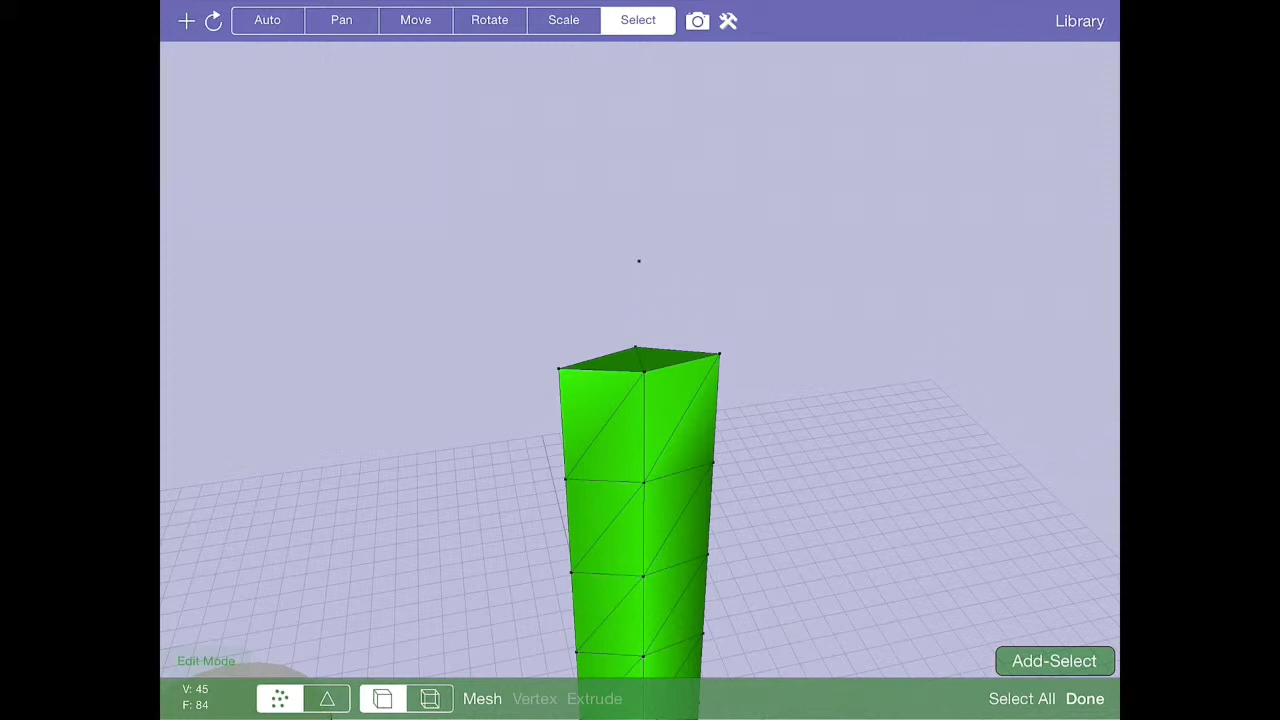 Auto Pan Move Rotate Scale Select Library
Edit Mode
Add-Select
V: 45
F: 84
Mesh Vertex Extrude Select All Done